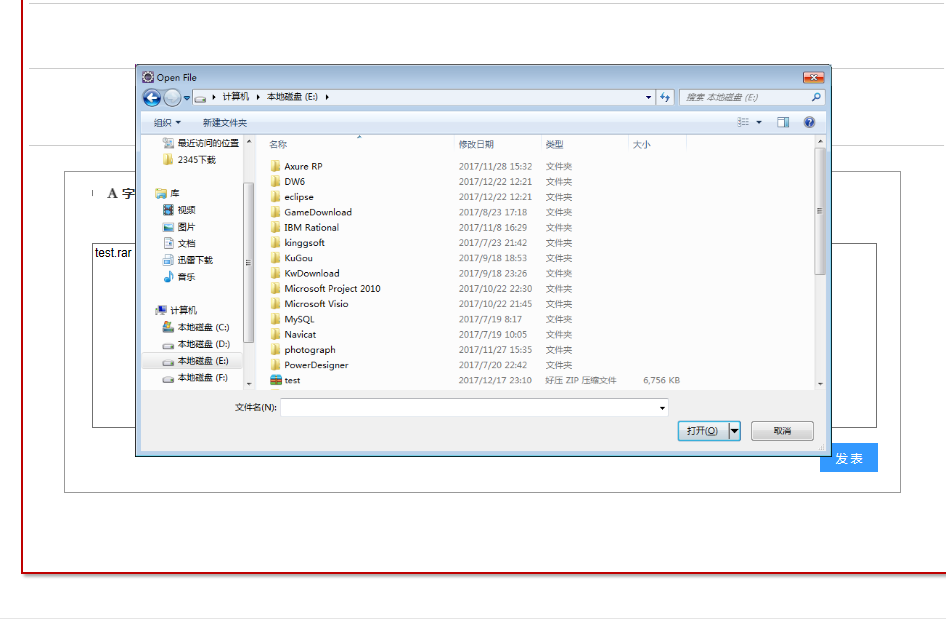 Open File
计算机 本地磁盘 (E:)
搜索 本地磁盘 (E:)
组织 新建文件夹
最近访问的位置
2345下载
库
视频
图片
文档
迅雷下载
音乐
计算机
本地磁盘 (C:)
本地磁盘 (D:)
本地磁盘 (E:)
本地磁盘 (F:)
名称 修改日期 类型 大小
Axure RP 2017/11/28 15:32 文件夹
DW6 2017/12/22 12:21 文件夹
eclipse 2017/12/22 12:21 文件夹
GameDownload 2017/8/23 17:18 文件夹
IBM Rational 2017/11/8 16:29 文件夹
kinggsoft 2017/7/23 21:42 文件夹
KuGou 2017/9/18 18:53 文件夹
KwDownload 2017/9/18 23:26 文件夹
Microsoft Project 2010 2017/10/22 22:30 文件夹
Microsoft Visio 2017/10/22 21:45 文件夹
MySQL 2017/7/19 8:17 文件夹
Navicat 2017/7/19 10:05 文件夹
photograph 2017/11/27 15:35 文件夹
PowerDesigner 2017/7/20 22:42 文件夹
test 2017/12/17 23:10 好压 ZIP 压缩文件 6,756 KB
文件名(N):
打开(O) 取消
A 字
test.rar
发表